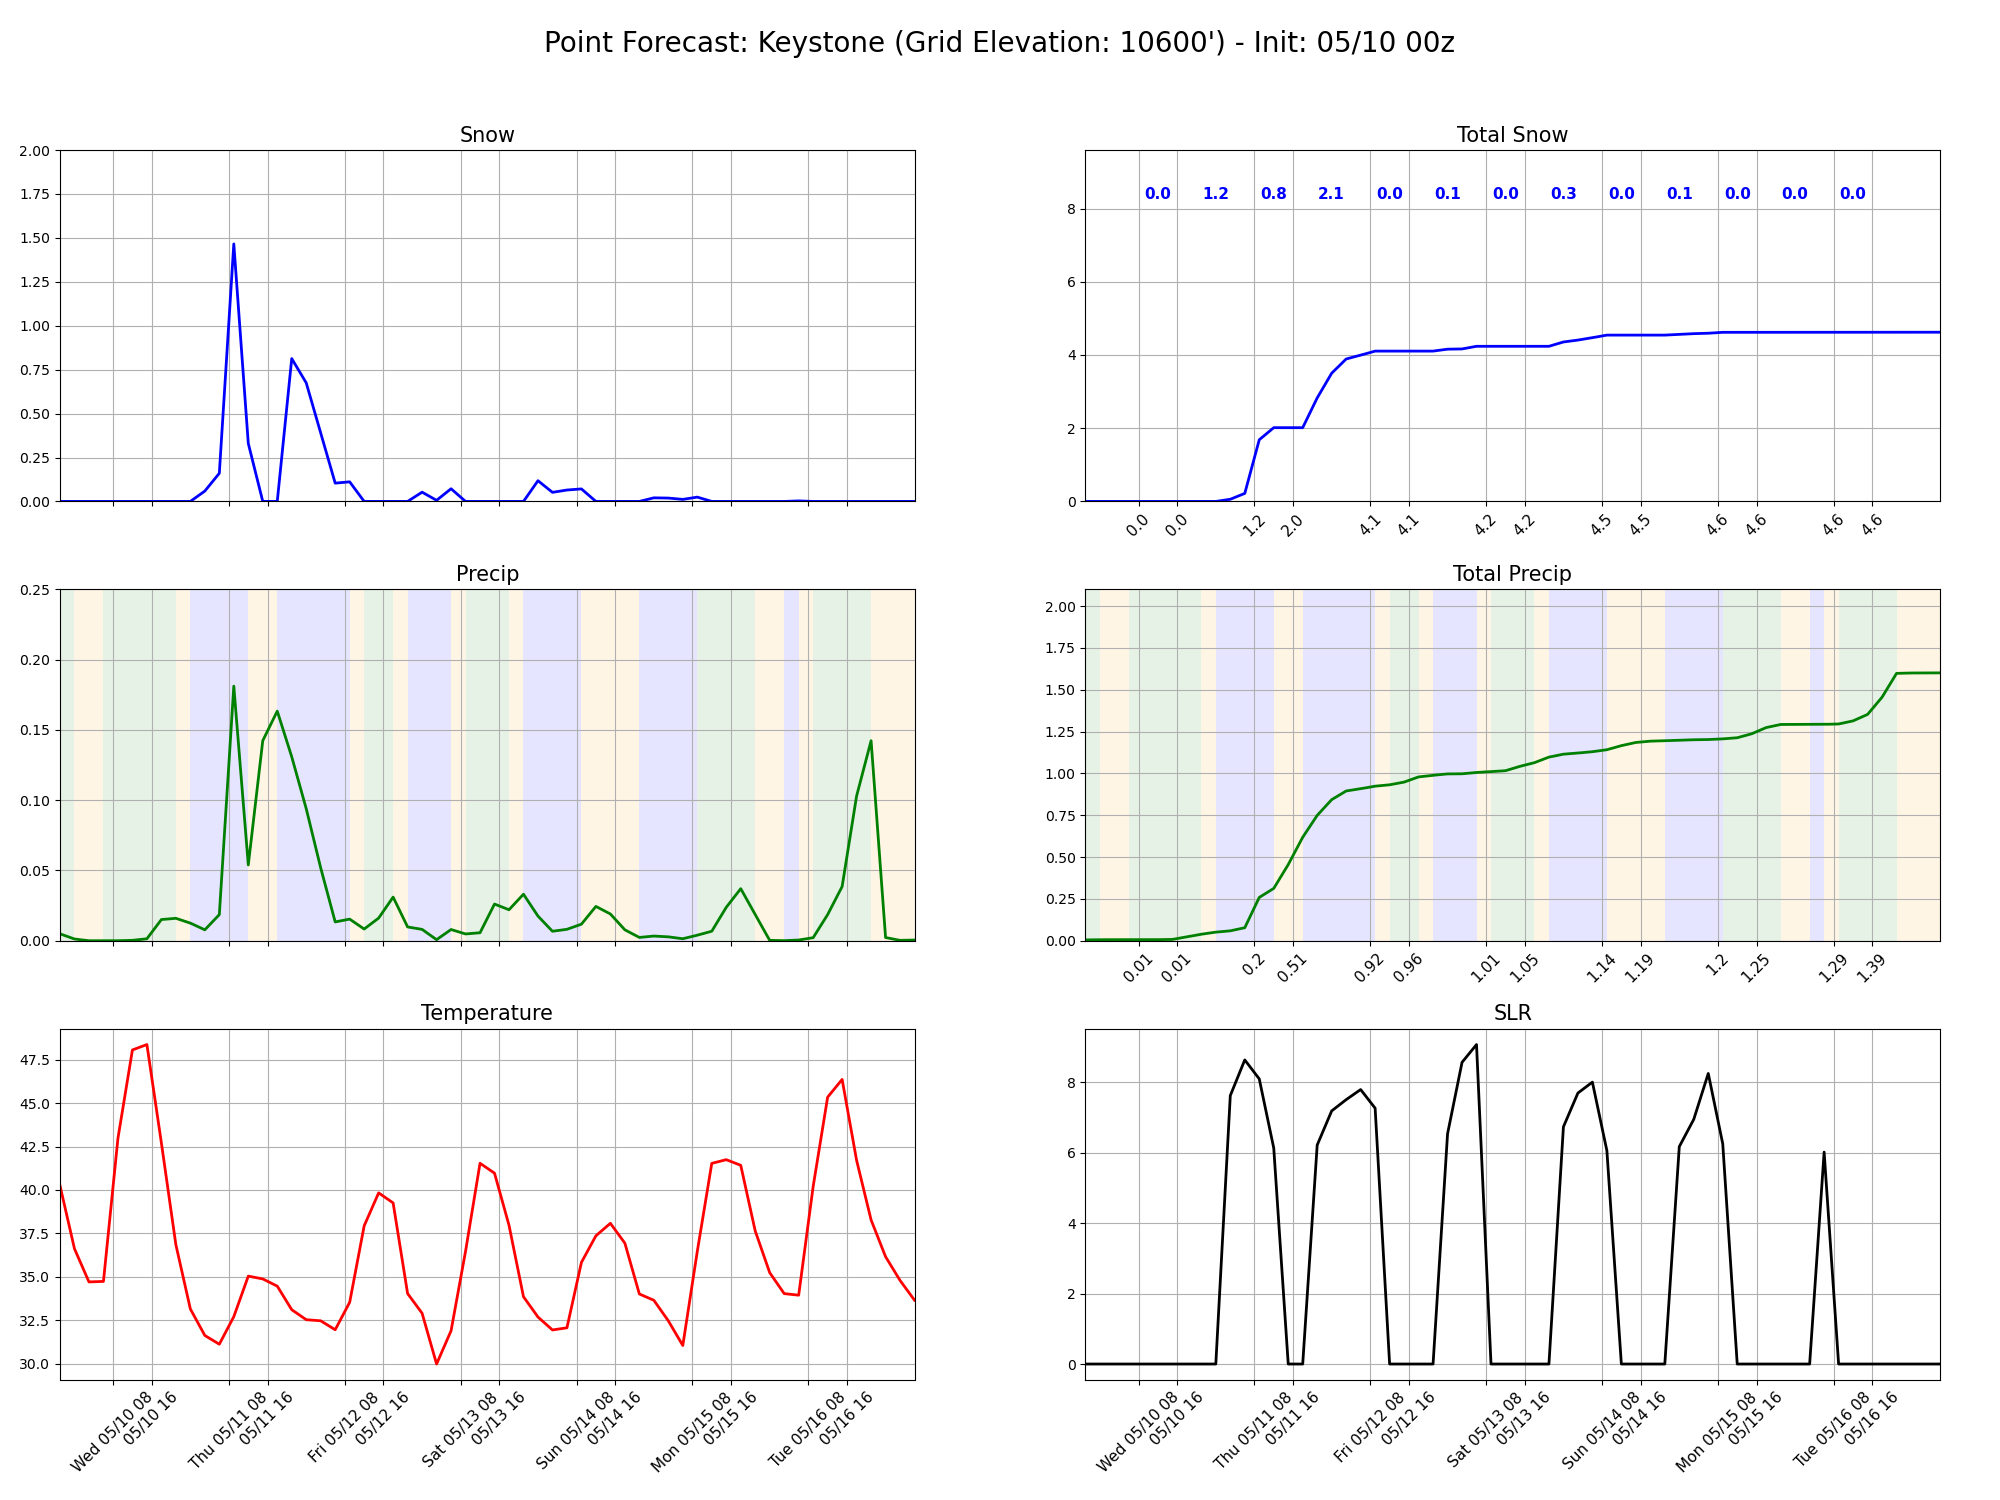 Point Forecast: Keystone (Grid Elevation: 10600') - Init: 05/10 00z
Snow
2.00
1.75
1.50
1.25
1.00
0.75
0.50
0.25
0.00
Total Snow
0.0 1.2 0.8 2.1 0.0 0.1 0.0 0.3 0.0 0.1 0.0 0.0 0.0
8
6
4
2
0
0.0 0.0 1.2 2.0 4.1 4.1 4.2 4.2 4.5 4.5 4.6 4.6 4.6 4.6
Precip
0.25
0.20
0.15
0.10
0.05
0.00
Total Precip
2.00
1.75
1.50
1.25
1.00
0.75
0.50
0.25
0.00
0.01 0.01 0.2 0.51 0.92 0.96 1.01 1.05 1.14 1.19 1.2 1.25 1.29 1.39
Temperature
47.5
45.0
42.5
40.0
37.5
35.0
32.5
30.0
Wed 05/10 08
05/10 16
Thu 05/11 08
05/11 16
Fri 05/12 08
05/12 16
Sat 05/13 08
05/13 16
Sun 05/14 08
05/14 16
Mon 05/15 08
05/15 16
Tue 05/16 08
05/16 16
SLR
8
6
4
2
0
Wed 05/10 08
05/10 16
Thu 05/11 08
05/11 16
Fri 05/12 08
05/12 16
Sat 05/13 08
05/13 16
Sun 05/14 08
05/14 16
Mon 05/15 08
05/15 16
Tue 05/16 08
05/16 16